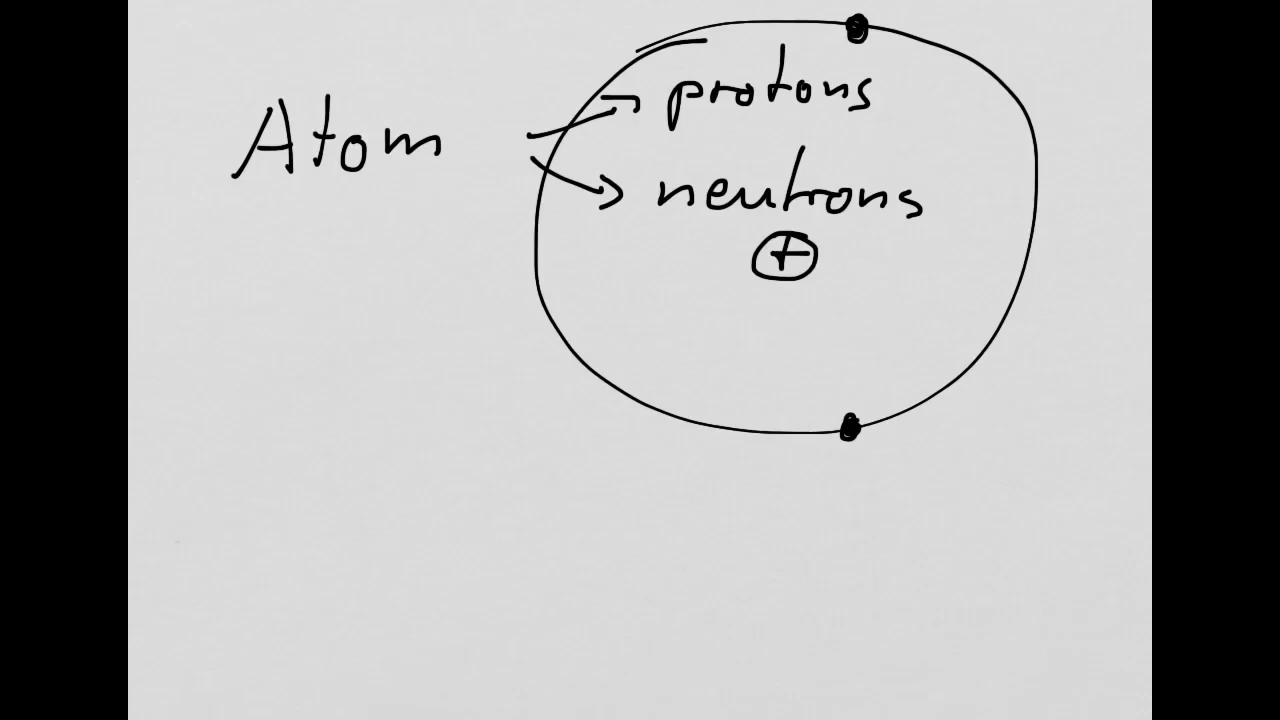 Atom
→ protons
→ neutrons
+